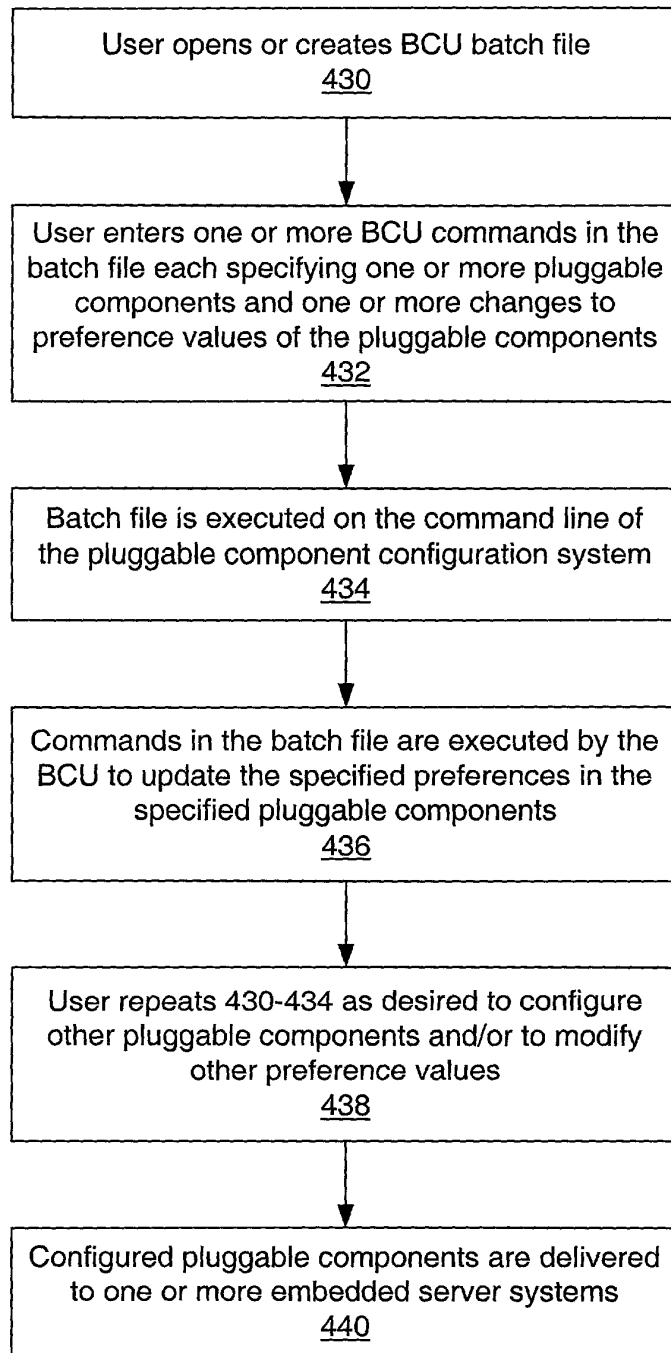 User opens or creates BCU batch file
430
User enters one or more BCU commands in the
batch file each specifying one or more pluggable
components and one or more changes to
preference values of the pluggable components
432
Batch file is executed on the command line of
the pluggable component configuration system
434
Commands in the batch file are executed by the
BCU to update the specified preferences in the
specified pluggable components
436
User repeats 430-434 as desired to configure
other pluggable components and/or to modify
other preference values
438
Configured pluggable components are delivered
to one or more embedded server systems
440